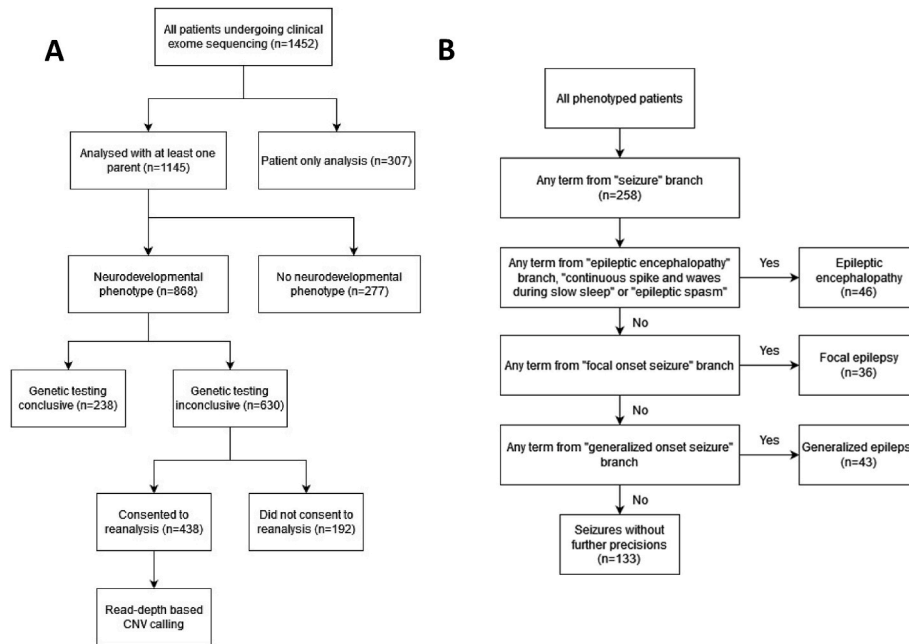 A
All patients undergoing clinical
exome sequencing (n=1452)
Analysed with at least one
parent (n=1145)
Patient only analysis (n=307)
Neurodevelopmental
phenotype (n=868)
No neurodevelopmental
phenotype (n=277)
Genetic testing
conclusive (n=238)
Genetic testing
inconclusive (n=630)
Consented to
reanalysis (n=438)
Did not consent to
reanalysis (n=192)
Read-depth based
CNV calling
B
All phenotyped patients
Any term from "seizure" branch
(n=258)
Any term from "epileptic encephalopathy"
branch, "continuous spike and waves
during slow sleep" or "epileptic spasm"
Yes
Epileptic
encephalopathy
(n=46)
No
Any term from "focal onset seizure" branch
Yes
Focal epilepsy
(n=36)
No
Any term from "generalized onset seizure"
branch
Yes
Generalized epileps
(n=43)
No
Seizures without
further precisions
(n=133)